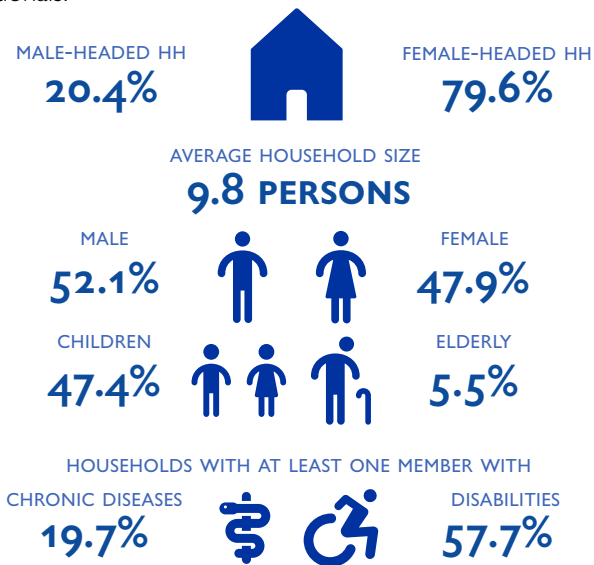 MALE-HEADED HH
FEMALE-HEADED HH
20.4%
79.6%
AVERAGE HOUSEHOLD SIZE
9.8 PERSONS
MALE
FEMALE
52.1%
47.9%
CHILDREN
ELDERLY
47.4%
5.5%
HOUSEHOLDS WITH AT LEAST ONE MEMBER WITH
CHRONIC DISEASES
DISABILITIES
19.7%
57.7%